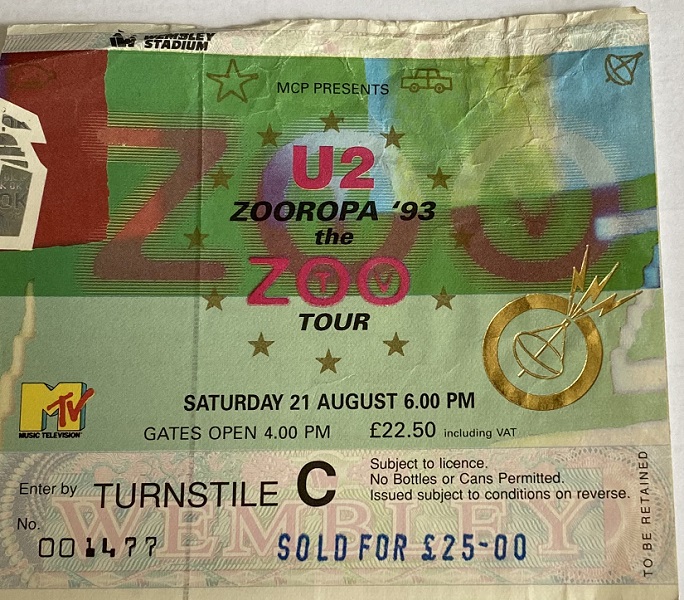 WEMBLEY
STADIUM
MCP PRESENTS
ZOO
U2
ZOOROPA '93
the
ZOO
TV
TOUR
MTV
MUSIC TELEVISION
SATURDAY 21 AUGUST 6.00 PM
GATES OPEN 4.00 PM £22.50 including VAT
Enter by TURNSTILE C
Subject to licence.
No Bottles or Cans Permitted.
Issued subject to conditions on reverse.
No.
001477
WEMBLEY
SOLD FOR £25-00
TO BE RETAINED